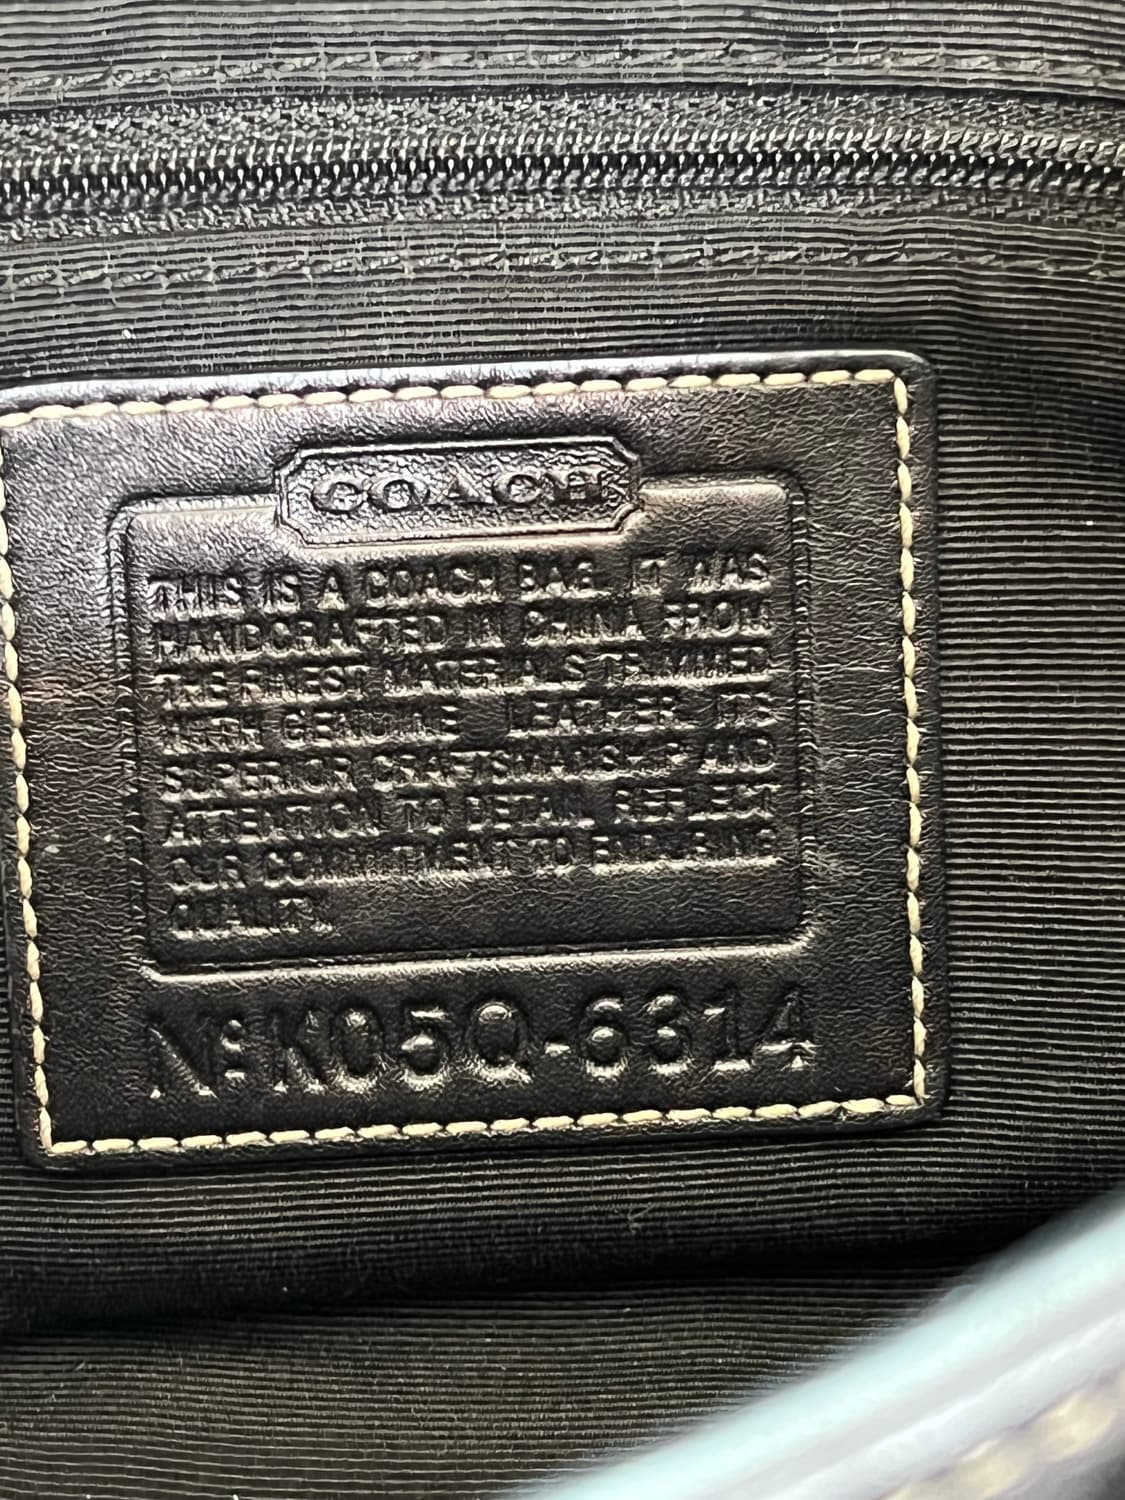 COACH
THIS IS A COACH BAG. IT WAS
HANDCRAFTED IN CHINA FROM
THE FINEST MATERIALS TRIMMED
WITH GENUINE LEATHER. ITS
SUPERIOR CRAFTSMANSHIP AND
ATTENTION TO DETAIL REFLECT
OUR COMMITMENT TO ENDURING
QUALITY.
Nº K05Q-6314